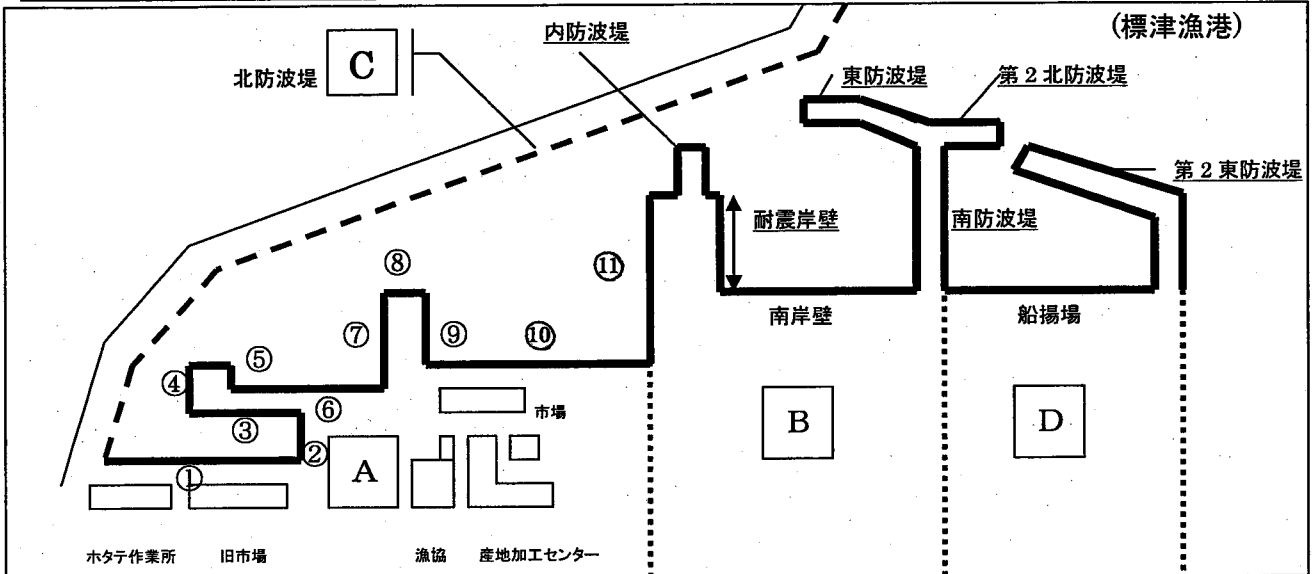 (標津漁港)
北防波堤
C
内防波堤
東防波堤
第2北防波堤
第2東防波堤
耐震岸壁
南防波堤
⑧
⑪
⑦
⑨
⑩
南岸壁
船揚場
⑤
④
⑥
③
②
①
市場
A
B
D
ホタテ作業所
旧市場
漁協
産地加工センター